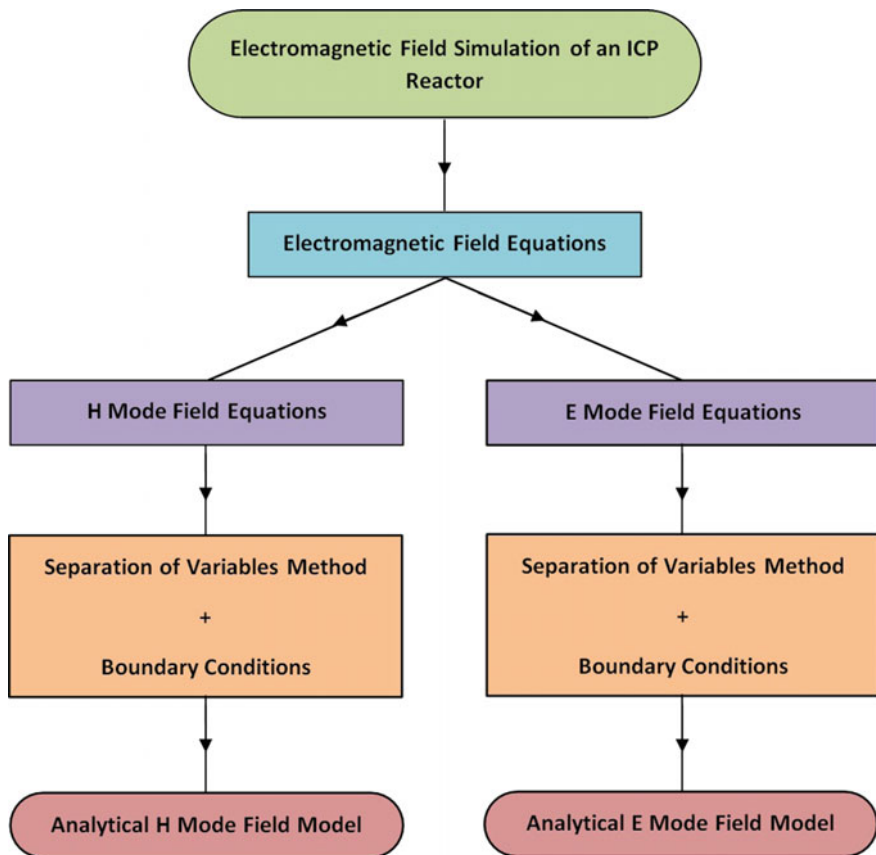 Electromagnetic Field Simulation of an ICP
Reactor
Electromagnetic Field Equations
H Mode Field Equations
E Mode Field Equations
Separation of Variables Method
+
Boundary Conditions
Separation of Variables Method
+
Boundary Conditions
Analytical H Mode Field Model
Analytical E Mode Field Model